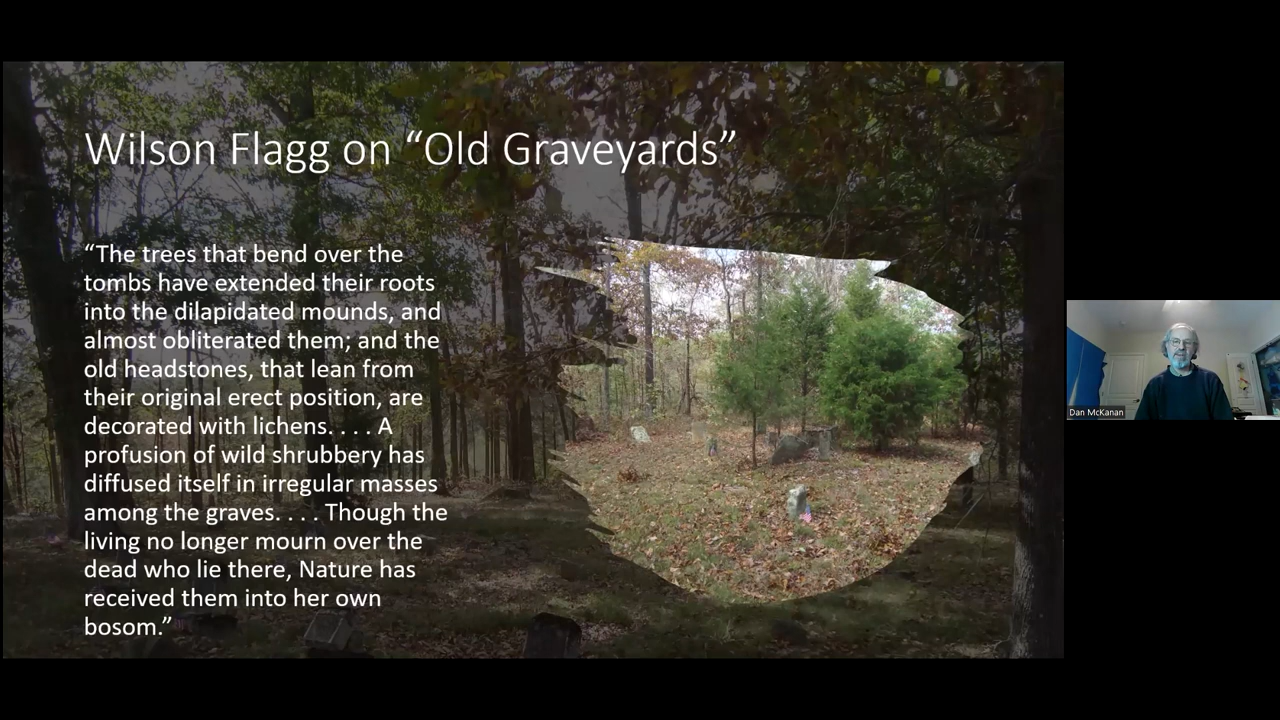 Wilson Flagg on “Old Graveyards”
“The trees that bend over the
tombs have extended their roots
into the dilapidated mounds, and
almost obliterated them; and the
old headstones, that lean from
their original erect position, are
decorated with lichens. . . . A
profusion of wild shrubbery has
diffused itself in irregular masses
among the graves. . . . Though the
living no longer mourn over the
dead who lie there, Nature has
received them into her own
bosom.”
Dan McKanan